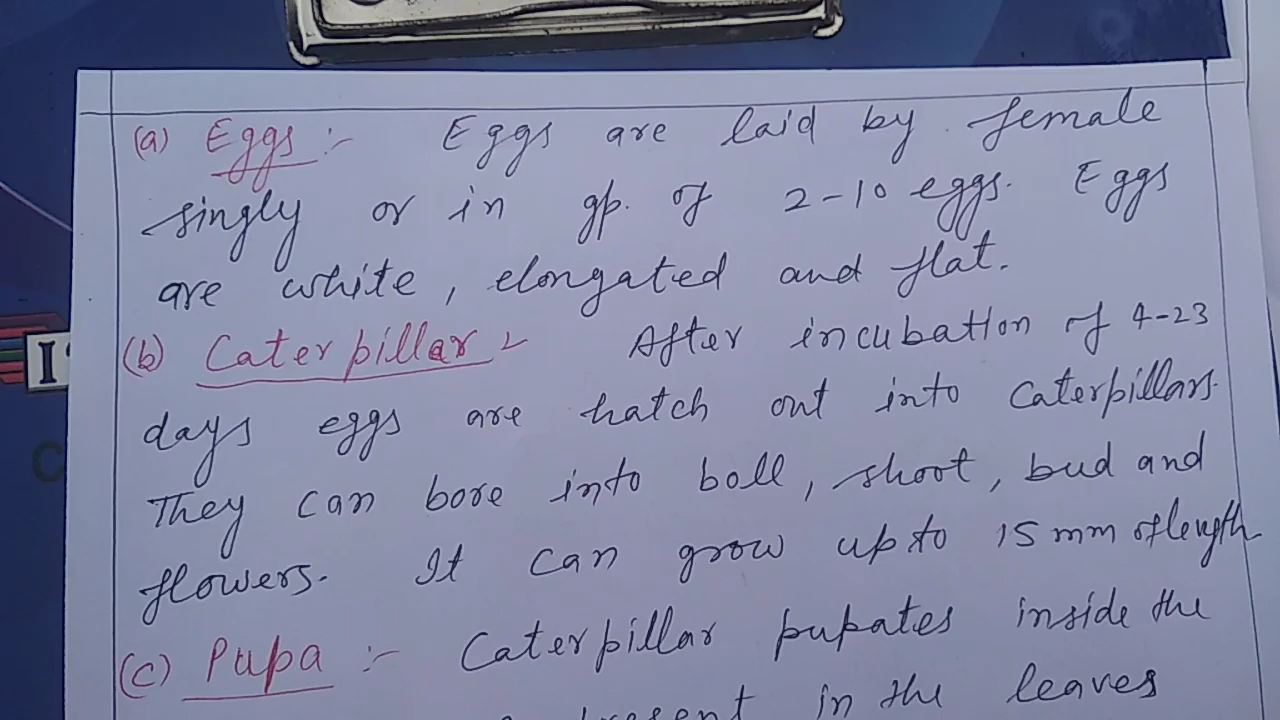 (a) Eggs :- Eggs are laid by female
singly or in gp. of 2-10 eggs. Eggs
are white, elongated and flat.
(b) Caterpillar :- After incubation of 4-23
days eggs are hatch out into caterpillars.
They can bore into boll, shoot, bud and
flowers. It can grow upto 15 mm of length
(c) Pupa :- Caterpillar pupates inside the
present in the leaves